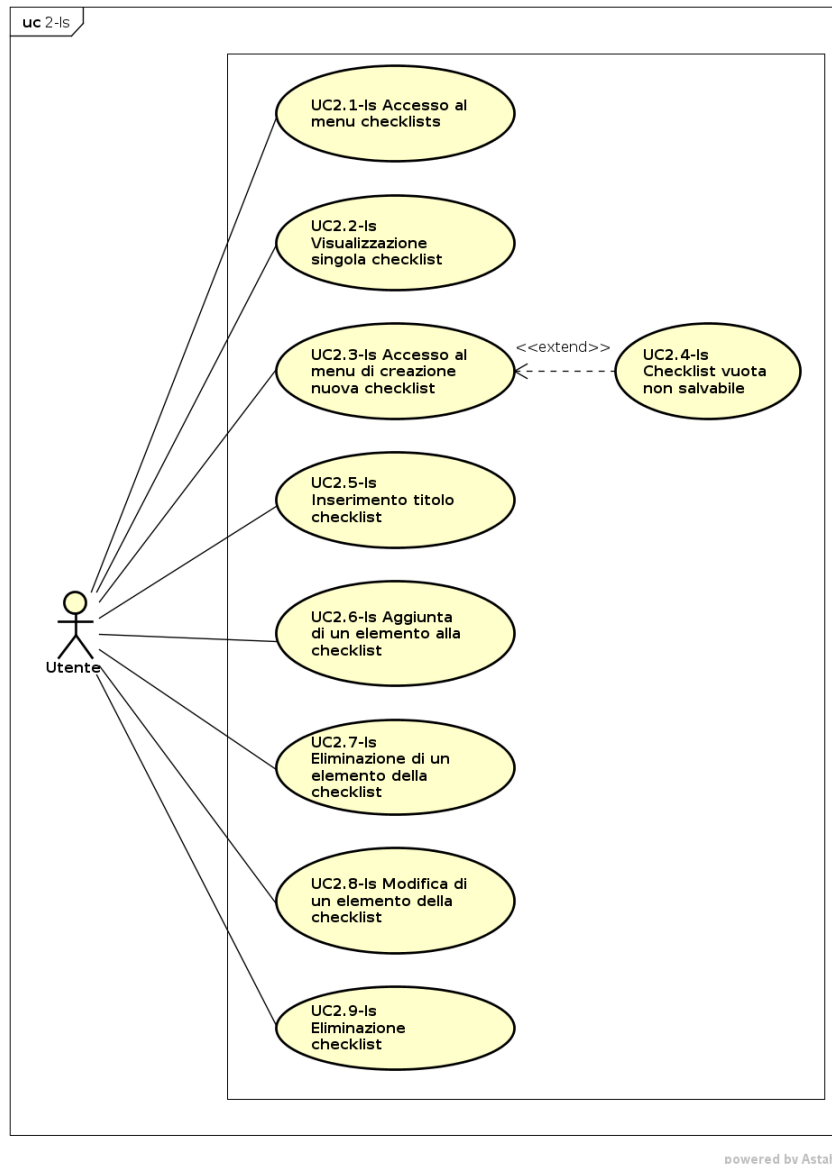 uc 2-ls
UC2.1-ls Accesso al
menu checklists
UC2.2-ls
Visualizzazione
singola checklist
UC2.3-ls Accesso al
menu di creazione
nuova checklist
<<extend>>
UC2.4-ls
Checklist vuota
non salvabile
UC2.5-ls
Inserimento titolo
checklist
UC2.6-ls Aggiunta
di un elemento alla
checklist
Utente
UC2.7-ls
Eliminazione di un
elemento della
checklist
UC2.8-ls Modifica di
un elemento della
checklist
UC2.9-ls
Eliminazione
checklist
powered by Asta